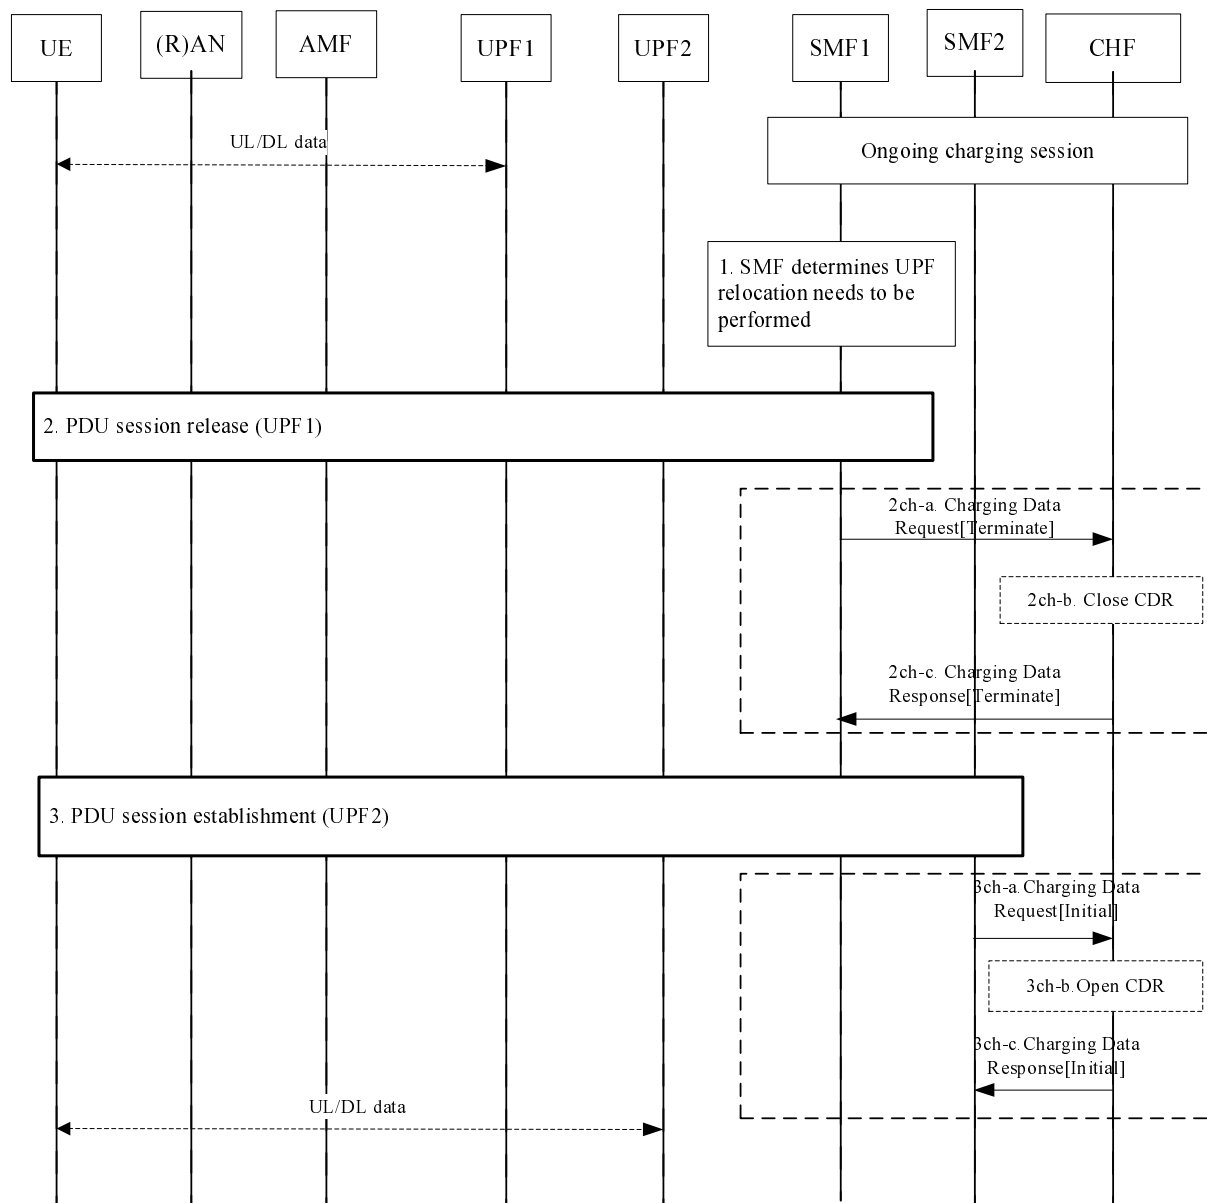 UE
(R)AN
AMF
UPF1
UPF2
SMF1
SMF2
CHF
UL/DL data
Ongoing charging session
1. SMF determines UPF
relocation needs to be
performed
2. PDU session release (UPF1)
2ch-a. Charging Data
Request[Terminate]
2ch-b. Close CDR
2ch-c. Charging Data
Response[Terminate]
3. PDU session establishment (UPF2)
3ch-a.Charging Data
Request[Initial]
3ch-b.Open CDR
3ch-c.Charging Data
Response[Initial]
UL/DL data